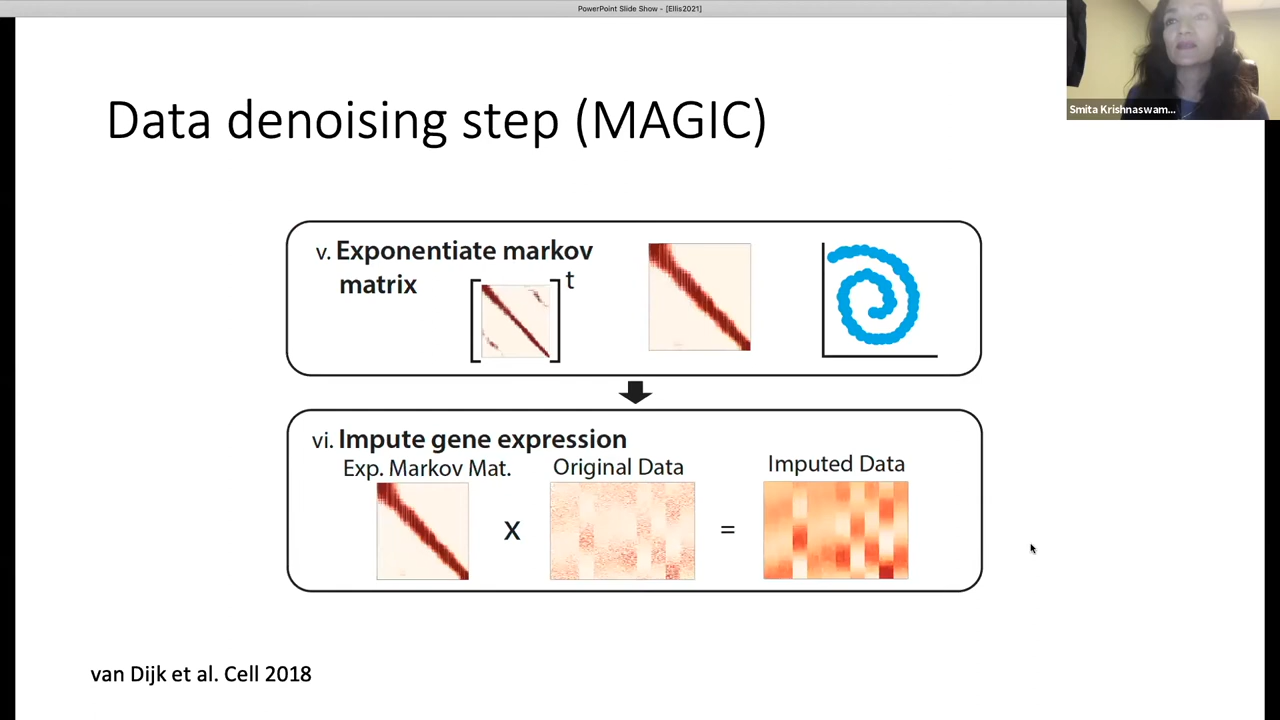 PowerPoint Slide Show - [Ellis2021]
Smita Krishnaswam...
Data denoising step (MAGIC)
v. Exponentiate markov
matrix
t
vi. Impute gene expression
Exp. Markov Mat.
Original Data
Imputed Data
x
=
van Dijk et al. Cell 2018